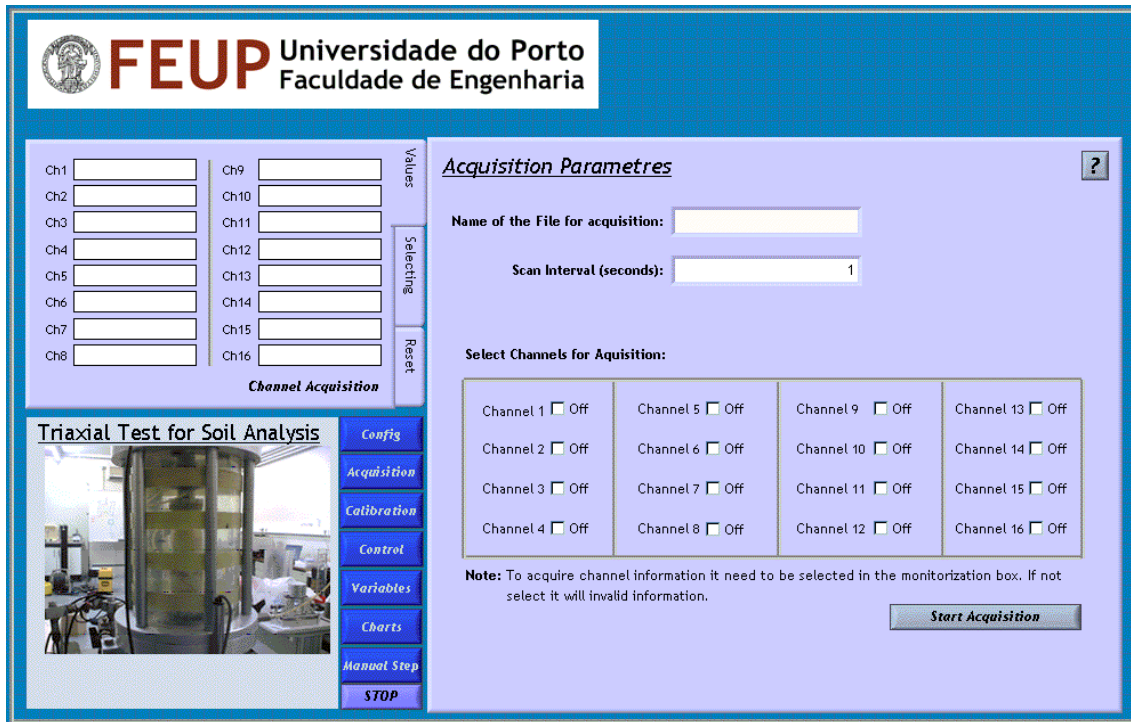 FEUP Universidade do Porto
Faculdade de Engenharia
Ch1
Ch2
Ch3
Ch4
Ch5
Ch6
Ch7
Ch8
Ch9
Ch10
Ch11
Ch12
Ch13
Ch14
Ch15
Ch16
Channel Acquisition
Values
Selecting
Reset
Triaxial Test for Soil Analysis
Config
Acquisition
Calibration
Control
Variables
Charts
Manual Step
STOP
Acquisition Parametres
?
Name of the File for acquisition:
Scan Interval (seconds): 1
Select Channels for Aquisition:
Channel 1 Off
Channel 2 Off
Channel 3 Off
Channel 4 Off
Channel 5 Off
Channel 6 Off
Channel 7 Off
Channel 8 Off
Channel 9 Off
Channel 10 Off
Channel 11 Off
Channel 12 Off
Channel 13 Off
Channel 14 Off
Channel 15 Off
Channel 16 Off
Note: To acquire channel information it need to be selected in the monitorization box. If not
select it will invalid information.
Start Acquisition